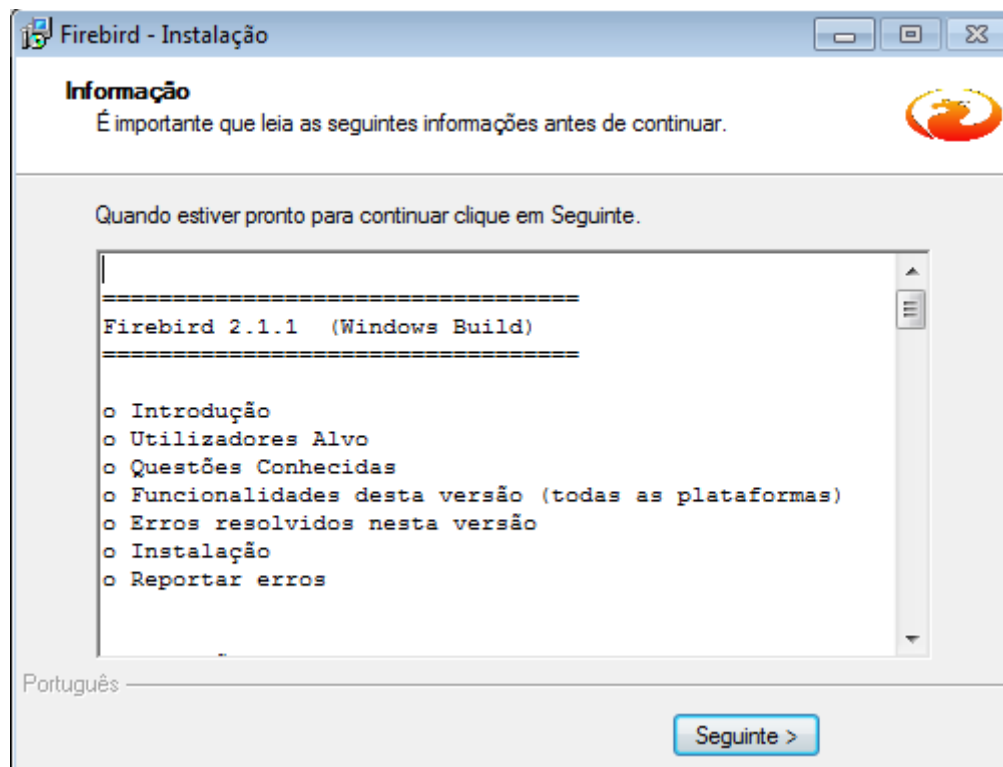 Firebird - Instalação
Informação
É importante que leia as seguintes informações antes de continuar.
Quando estiver pronto para continuar clique em Seguinte.
==================================
Firebird 2.1.1  (Windows Build)
==================================
o Introdução
o Utilizadores Alvo
o Questões Conhecidas
o Funcionalidades desta versão (todas as plataformas)
o Erros resolvidos nesta versão
o Instalação
o Reportar erros
Português
Seguinte >